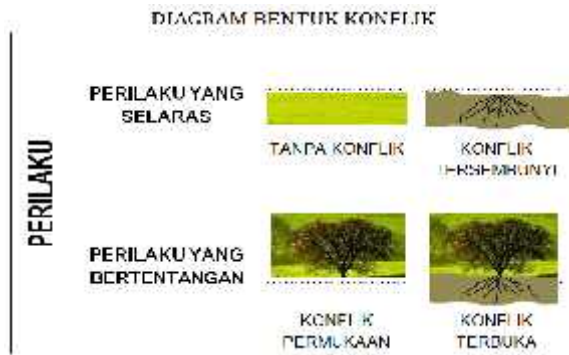 DIAGRAM BENTUK KONFLIK
PERILAKU
PERILAKU YANG
SELARAS
TANPA KONFLIK
KONFLIK
TERSEMBUNYI
PERILAKU YANG
BERTENTANGAN
KONFLIK
PERMUKAAN
KONFLIK
TERBUKA